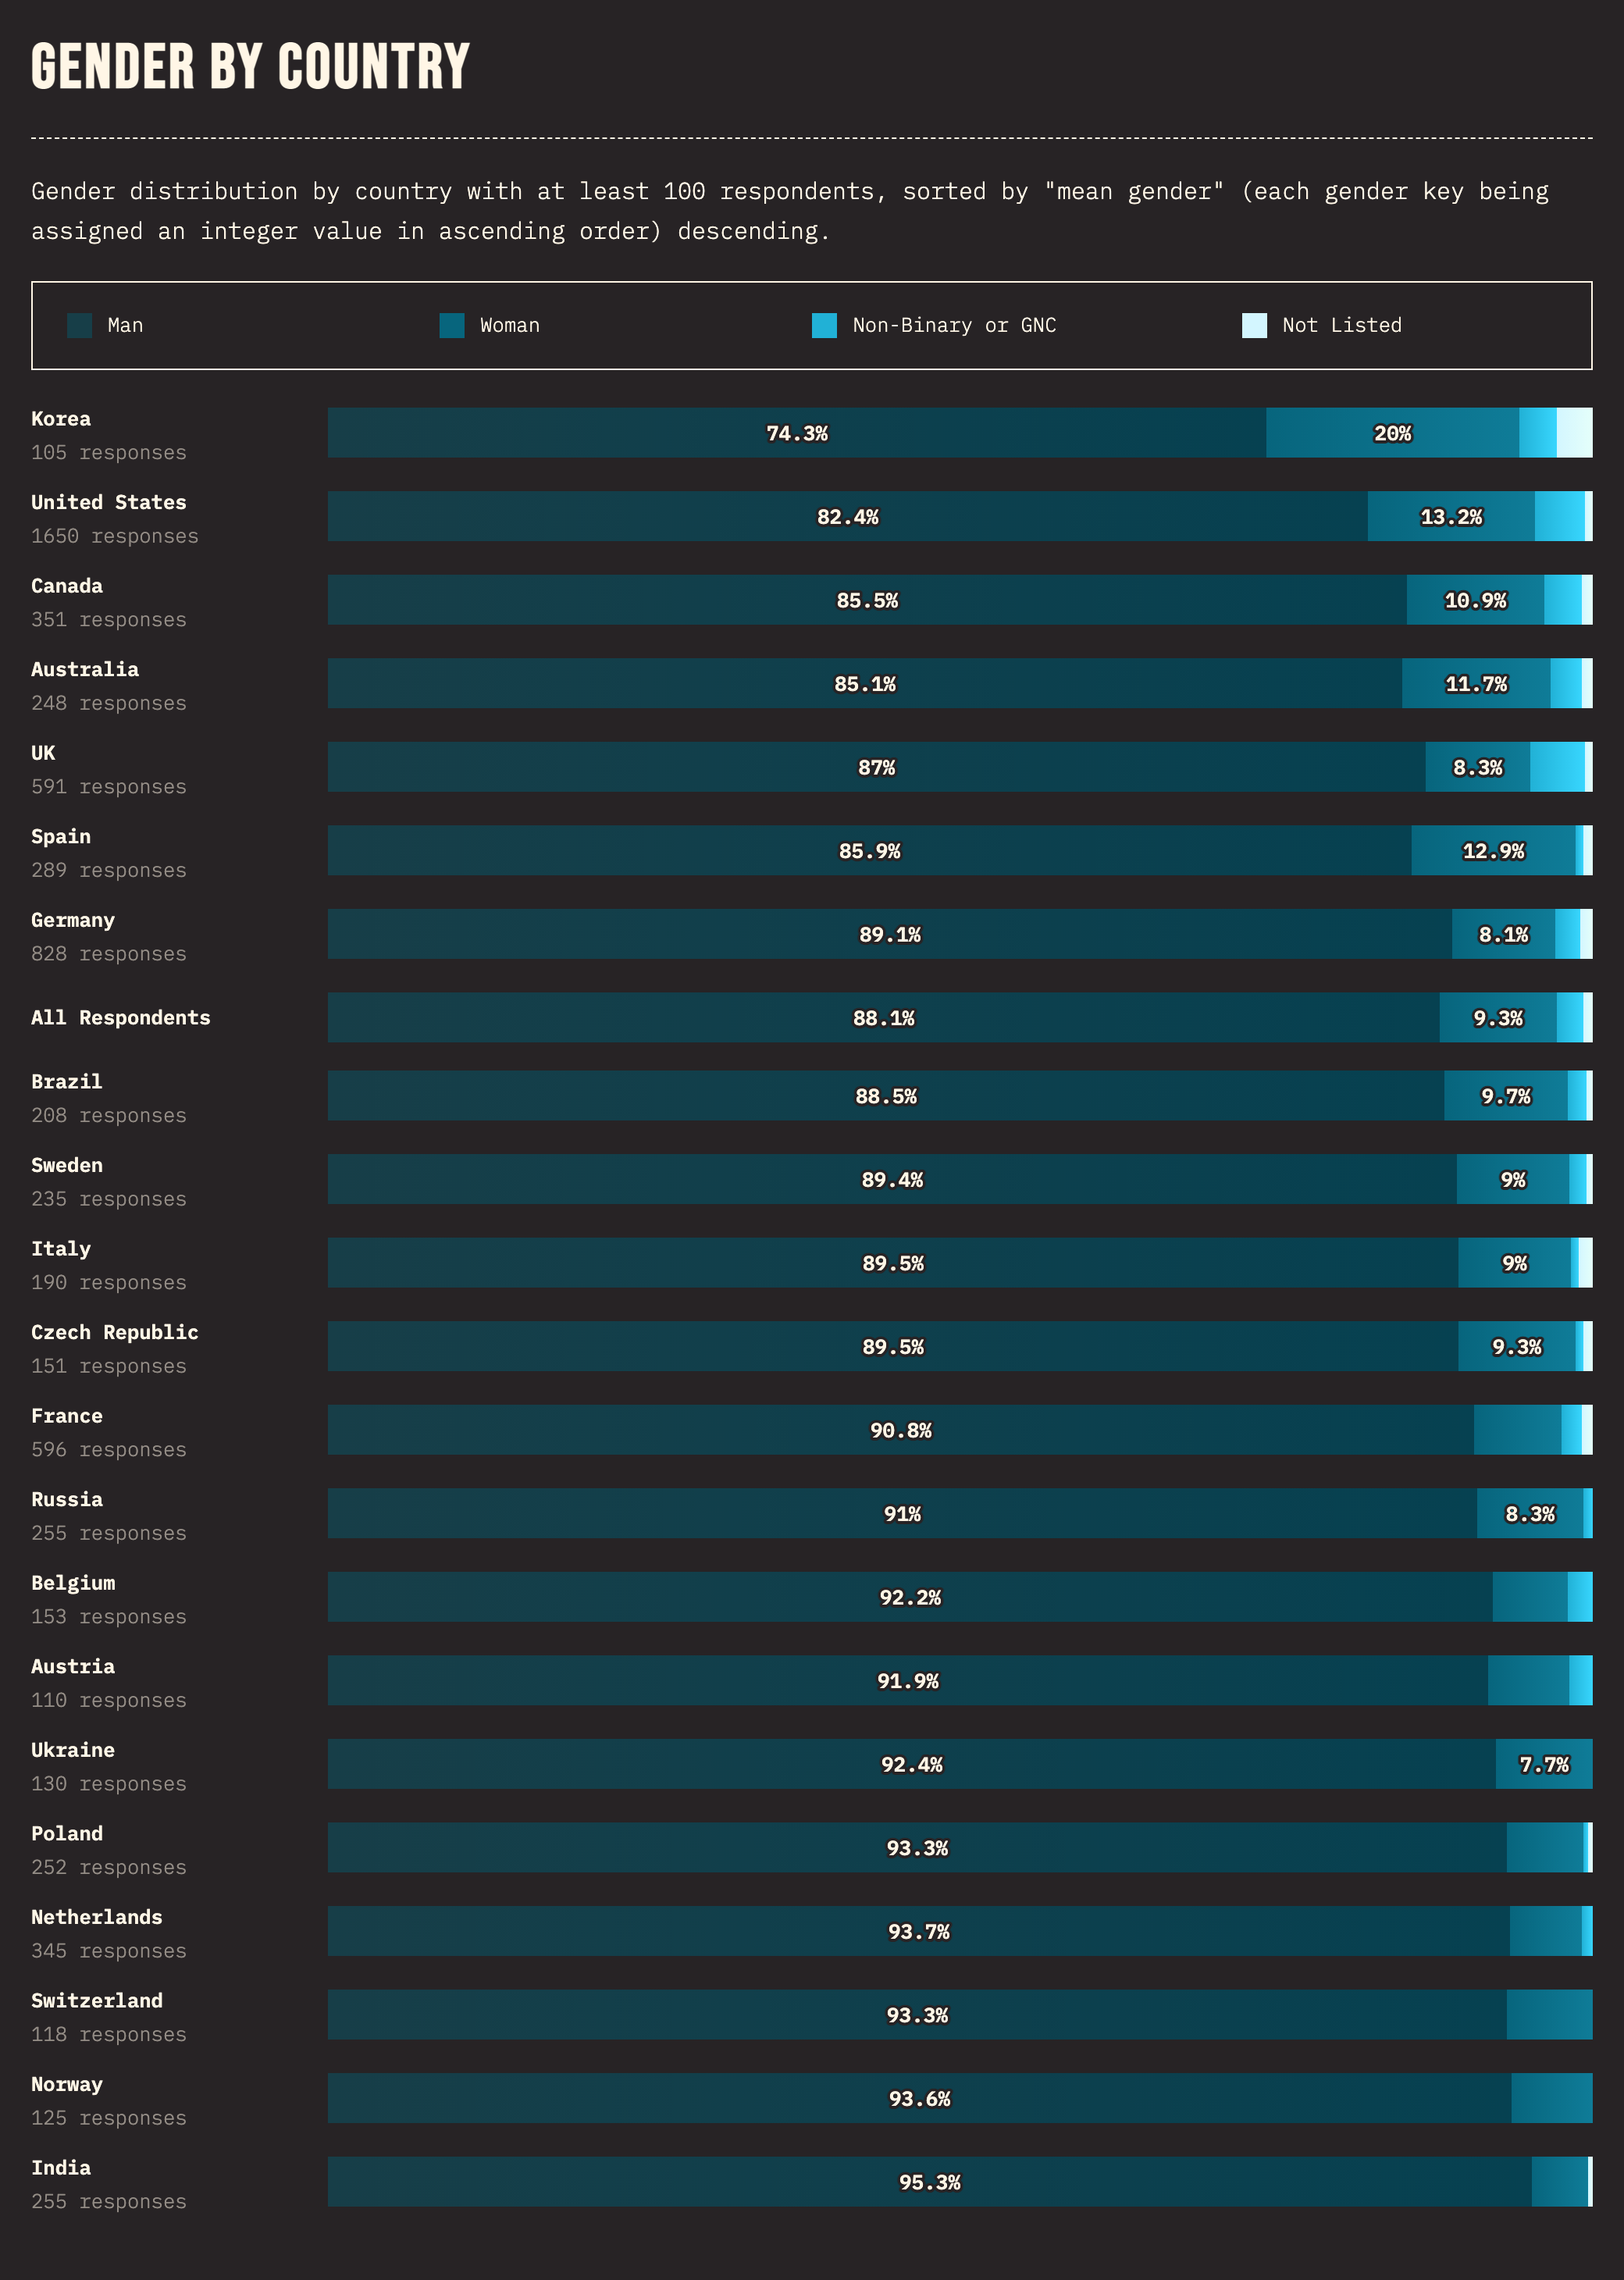 GENDER BY COUNTRY
Gender distribution by country with at least 100 respondents, sorted by "mean gender" (each gender key being
assigned an integer value in ascending order) descending.
Man Woman Non-Binary or GNC Not Listed
Korea
105 responses
74.3% 20%
United States
1650 responses
82.4% 13.2%
Canada
351 responses
85.5% 10.9%
Australia
248 responses
85.1% 11.7%
UK
591 responses
87% 8.3%
Spain
289 responses
85.9% 12.9%
Germany
828 responses
89.1% 8.1%
All Respondents
88.1% 9.3%
Brazil
208 responses
88.5% 9.7%
Sweden
235 responses
89.4% 9%
Italy
190 responses
89.5% 9%
Czech Republic
151 responses
89.5% 9.3%
France
596 responses
90.8%
Russia
255 responses
91% 8.3%
Belgium
153 responses
92.2%
Austria
110 responses
91.9%
Ukraine
130 responses
92.4% 7.7%
Poland
252 responses
93.3%
Netherlands
345 responses
93.7%
Switzerland
118 responses
93.3%
Norway
125 responses
93.6%
India
255 responses
95.3%